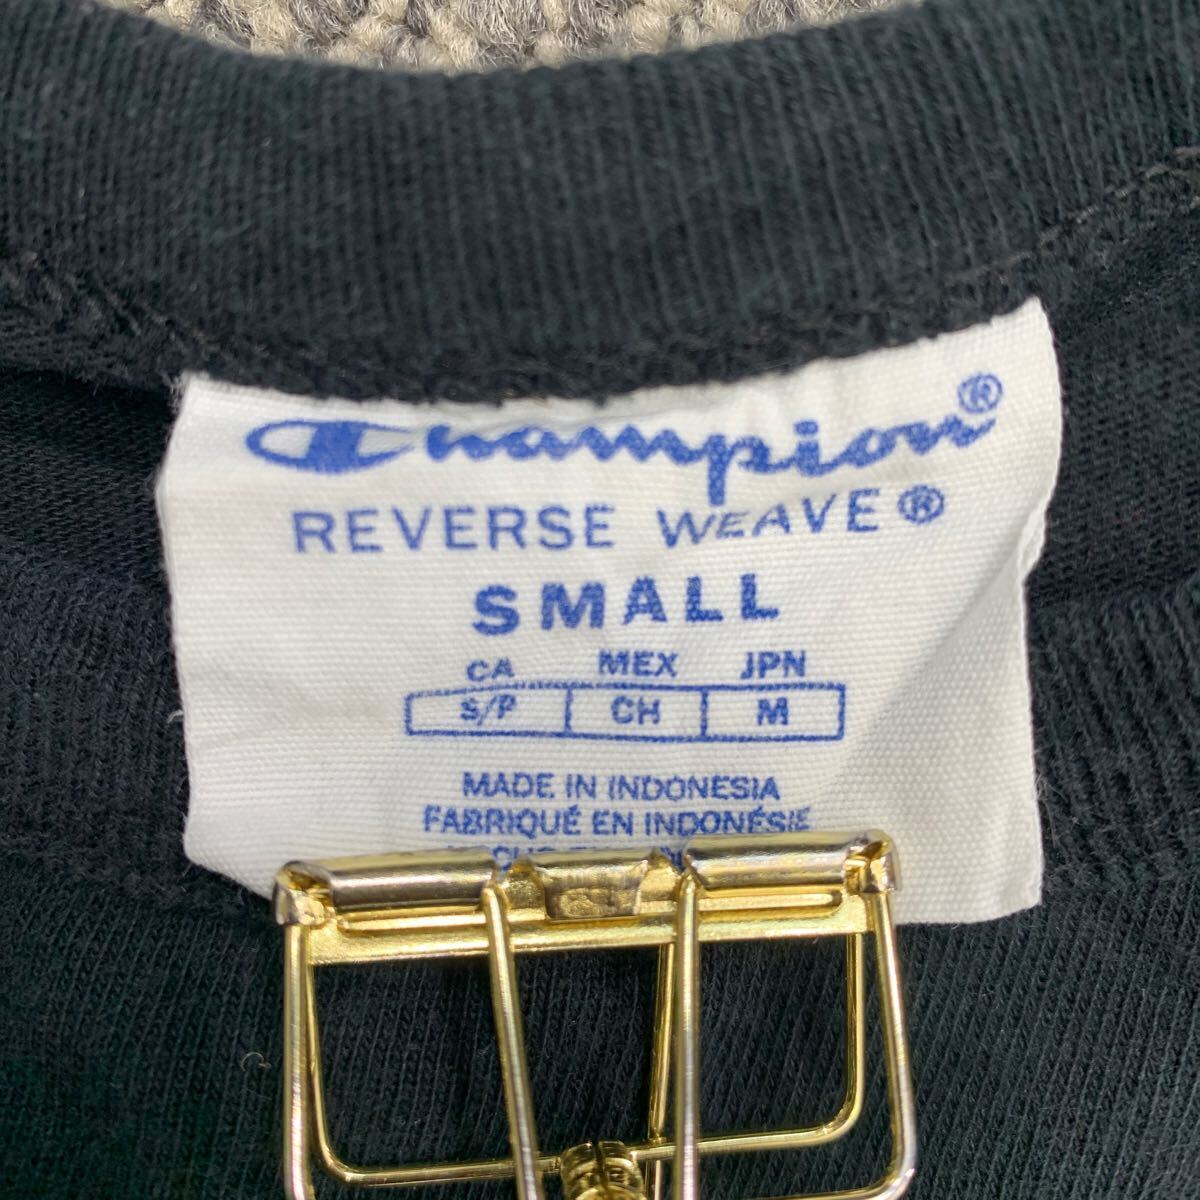 Champion®
REVERSE WEAVE®
SMALL
CA MEX JPN
S/P CH M
MADE IN INDONESIA
FABRIQUÉ EN INDONÉSIE